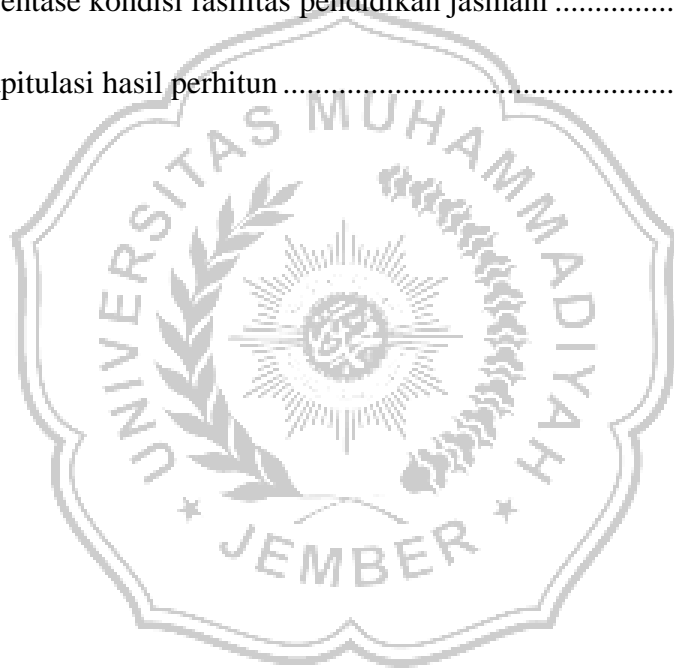 entase kondisi fasilitas pendidikan jasmani ...............
pitulasi hasil perhitun .................................................
UNIVERSITAS MUHAMMADIYAH
JEMBER